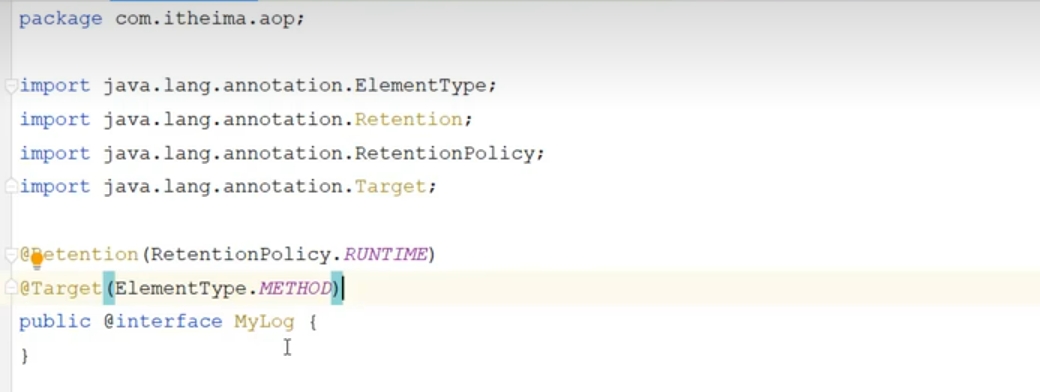 package com.itheima.aop;
import java.lang.annotation.ElementType;
import java.lang.annotation.Retention;
import java.lang.annotation.RetentionPolicy;
import java.lang.annotation.Target;
@Retention(RetentionPolicy.RUNTIME)
@Target(ElementType.METHOD)
public @interface MyLog {
}